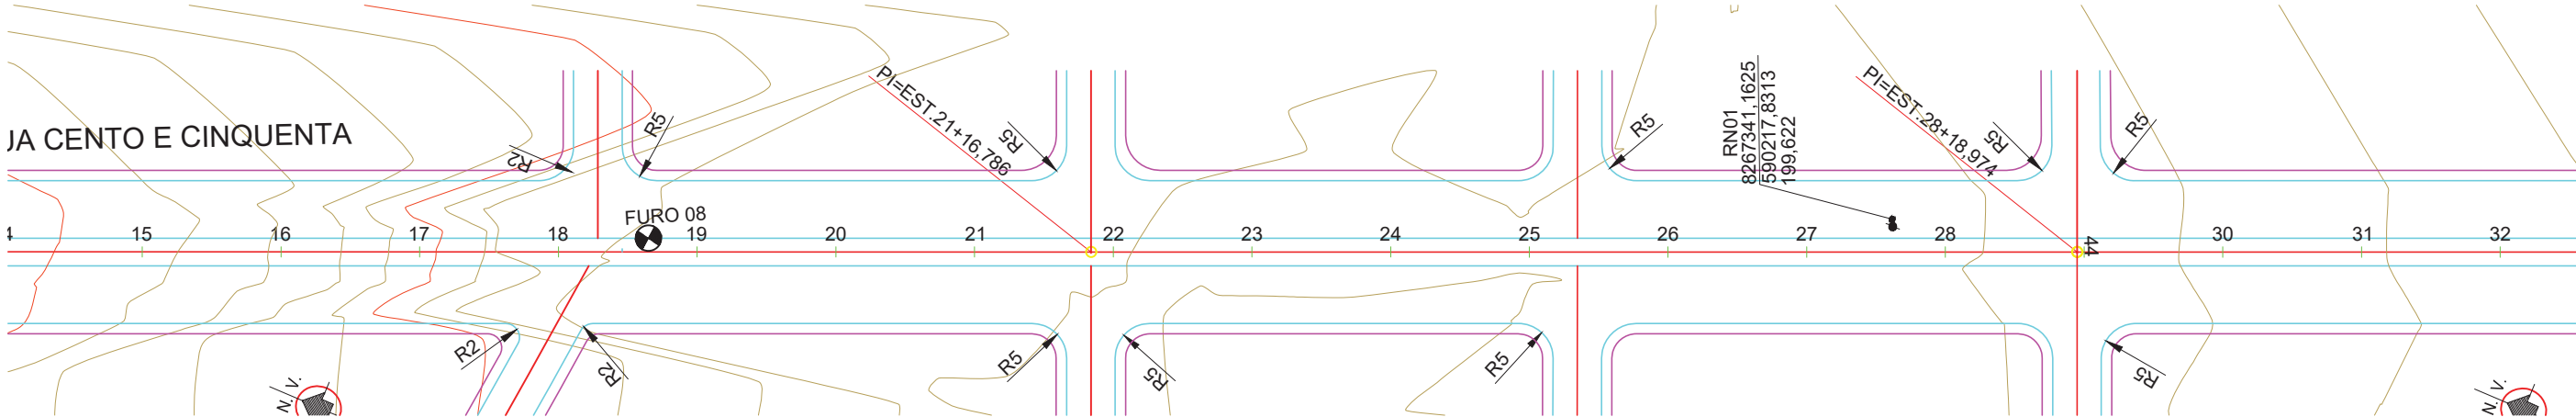 PI=EST.21+16,786
RN01
8267341,1625
590217,8313
199,622
PI=EST.28+18,974
R5
R5
R5
R5
R5
JA CENTO E CINQUENTA
R2
FURO 08
15
16
17
18
19
20
21
22
23
24
25
26
27
28
44
30
31
32
R2
R2
R5
R5
R5
R5
N. V.
N. V.